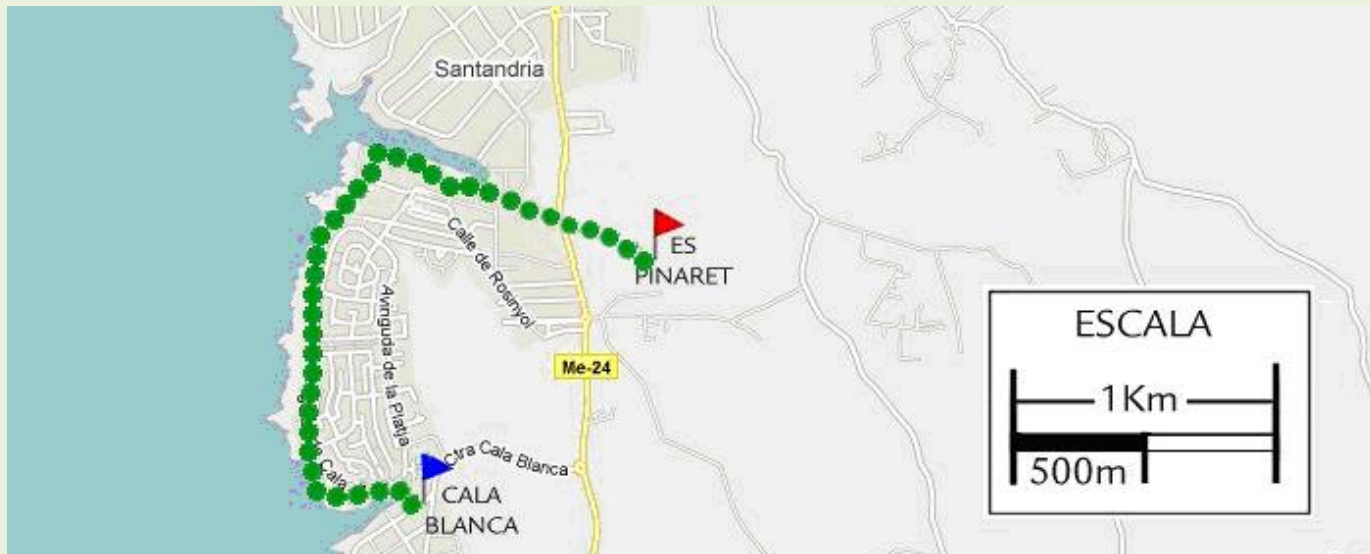 Santandria
ES
PINARET
Calle de Rosinyol
Avinguda de la Platja
Me-24
Ctra Cala Blanca
Cala
CALA
BLANCA
ESCALA
1Km
500m